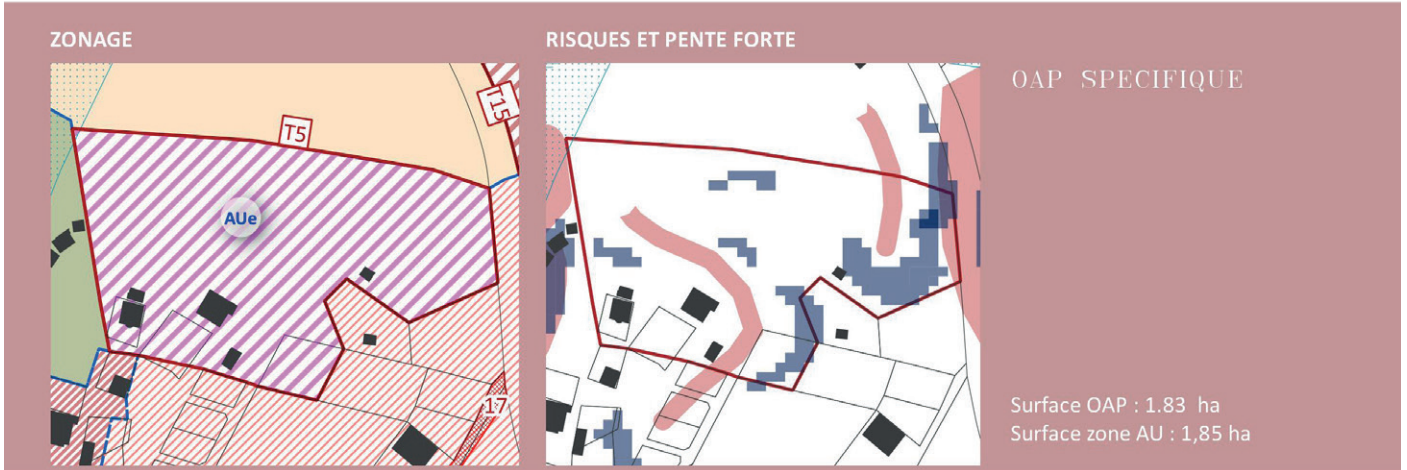 ZONAGE
RISQUES ET PENTE FORTE
OAP SPECIFIQUE
T15
T5
AUe
17
Surface OAP : 1.83 ha
Surface zone AU : 1,85 ha